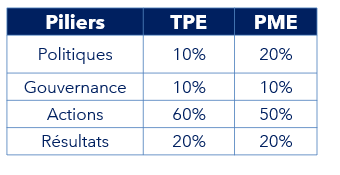 Piliers TPE PME
Politiques 10% 20%
Gouvernance 10% 10%
Actions 60% 50%
Résultats 20% 20%